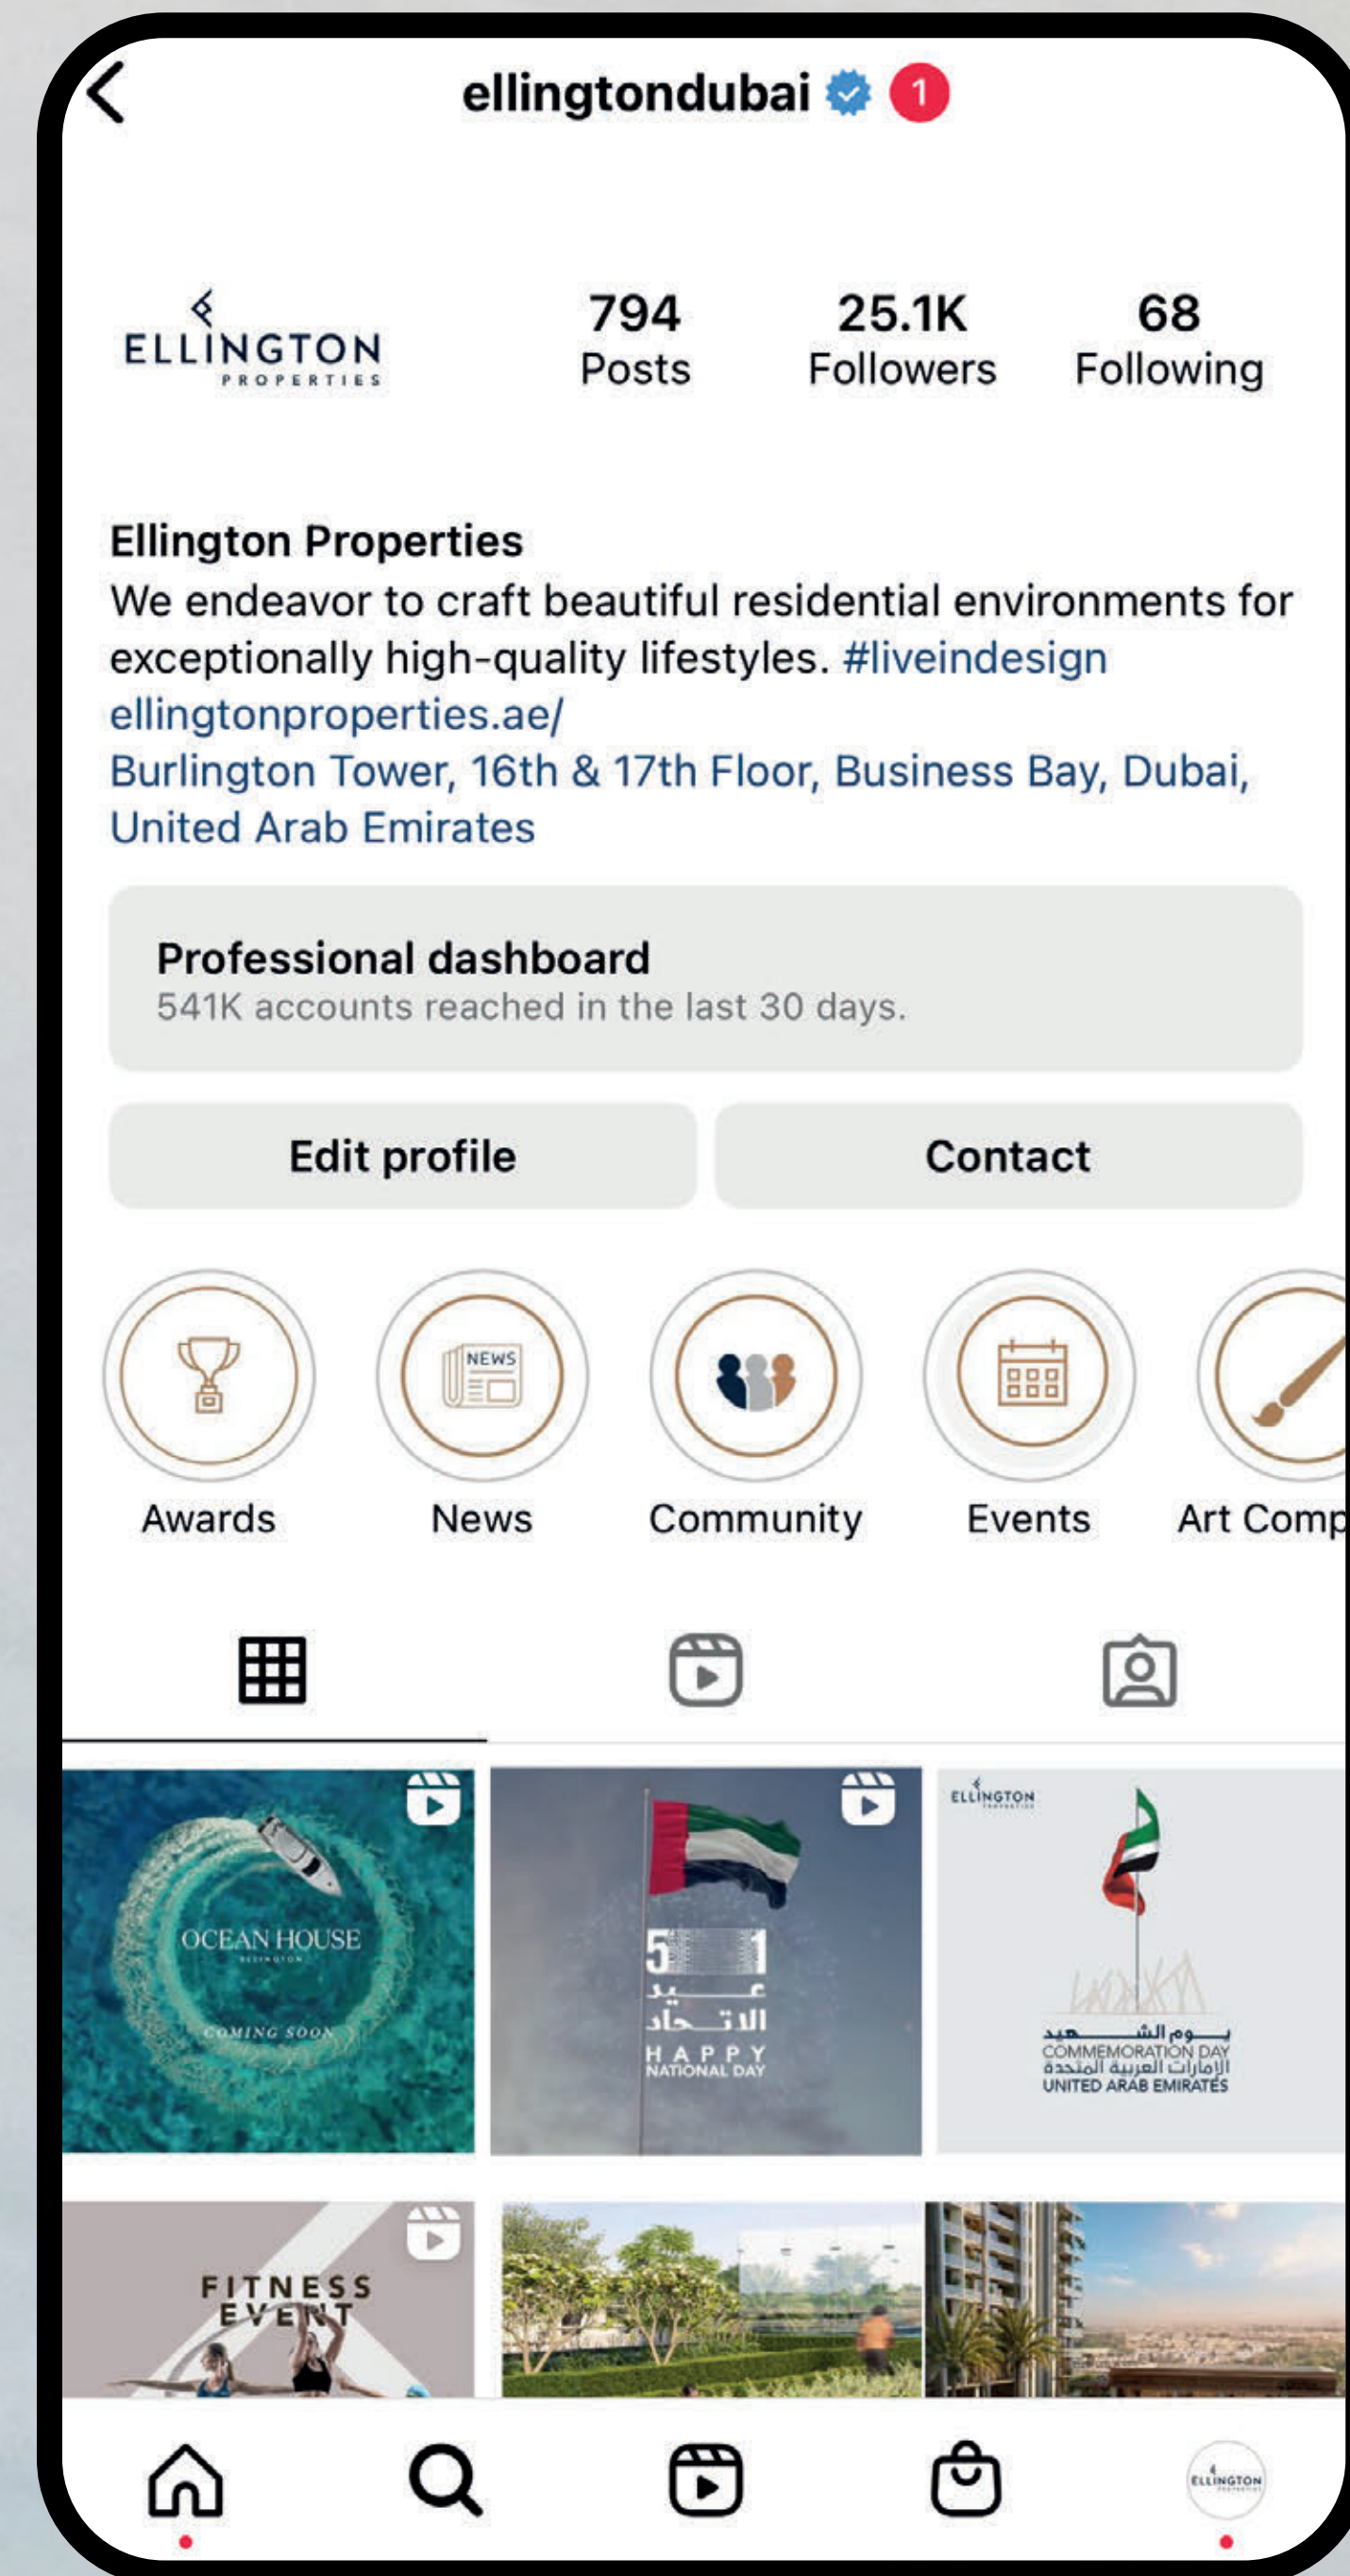 ellingtondubai 1
ELLINGTON
PROPERTIES
794
Posts
25.1K
Followers
68
Following
Ellington Properties
We endeavor to craft beautiful residential environments for
exceptionally high-quality lifestyles. #liveindesign
ellingtonproperties.ae/
Burlington Tower, 16th & 17th Floor, Business Bay, Dubai,
United Arab Emirates
Professional dashboard
541K accounts reached in the last 30 days.
Edit profile
Contact
NEWS
Awards
News
Community
Events
Art Comp
OCEAN HOUSE
ELLINGTON
COMING SOON
51
عيد
الاتحاد
HAPPY
NATIONAL DAY
ELLINGTON
PROPERTIES
يوم الشهيد
COMMEMORATION DAY
الإمارات العربية المتحدة
UNITED ARAB EMIRATES
FITNESS
EVENT
ELLINGTON
PROPERTIES